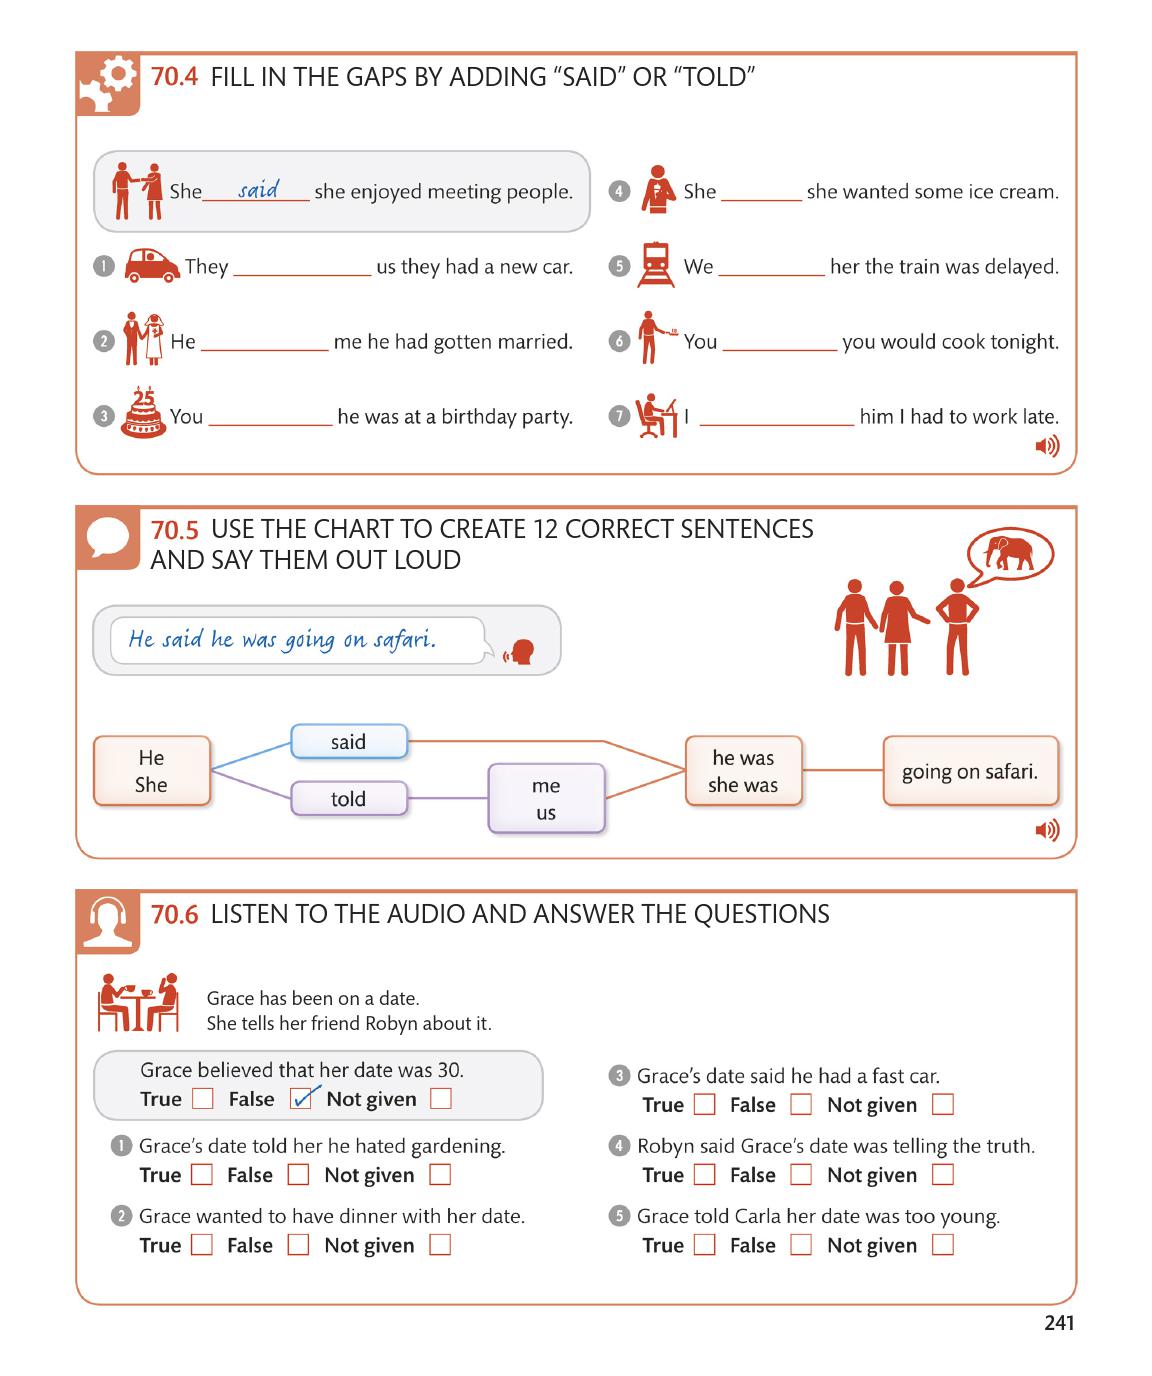 70.4 FILL IN THE GAPS BY ADDING “SAID” OR “TOLD”
She said she enjoyed meeting people.
1 They ____________ us they had a new car.
2 He ____________ me he had gotten married.
3 25 You ____________ he was at a birthday party.
4 She ________ she wanted some ice cream.
5 We __________ her the train was delayed.
6 You __________ you would cook tonight.
7 I ______________ him I had to work late.
70.5 USE THE CHART TO CREATE 12 CORRECT SENTENCES
AND SAY THEM OUT LOUD
He said he was going on safari.
He
She
said
told
me
us
he was
she was
going on safari.
70.6 LISTEN TO THE AUDIO AND ANSWER THE QUESTIONS
Grace has been on a date.
She tells her friend Robyn about it.
Grace believed that her date was 30.
True False Not given
1 Grace’s date told her he hated gardening.
True False Not given
2 Grace wanted to have dinner with her date.
True False Not given
3 Grace’s date said he had a fast car.
True False Not given
4 Robyn said Grace’s date was telling the truth.
True False Not given
5 Grace told Carla her date was too young.
True False Not given
241